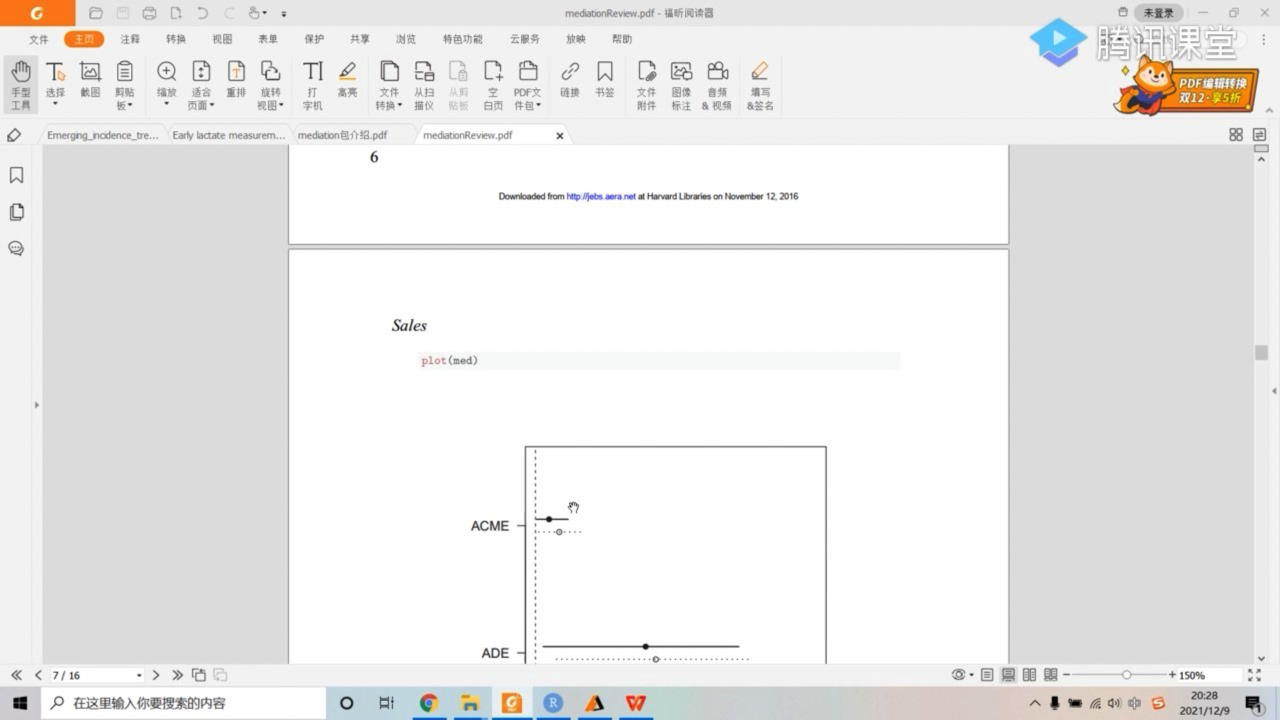 mediationReview.pdf - 福昕阅读器
未登录
文件 主页 注释 转换 视图 表单 保护 共享 特色功能 云服务 放映 帮助
腾讯课堂
手型工具 选择 截图 剪贴板 缩放 适合页面 重排 旋转视图 打字机 高亮 文件转换 从扫描仪 粘贴板 空白页 PDF文件包 链接 书签 文件附件 图像标注 音频&视频 填写&签名
PDF编辑转换
双12·享5折
Emerging_incidence_tre... Early lactate measurem... mediation包介绍.pdf mediationReview.pdf
6
Downloaded from http://jebs.aera.net at Harvard Libraries on November 12, 2016
Sales
plot(med)
ACME
ADE
7 / 16
150%
在这里输入你要搜索的内容
20:28
2021/12/9